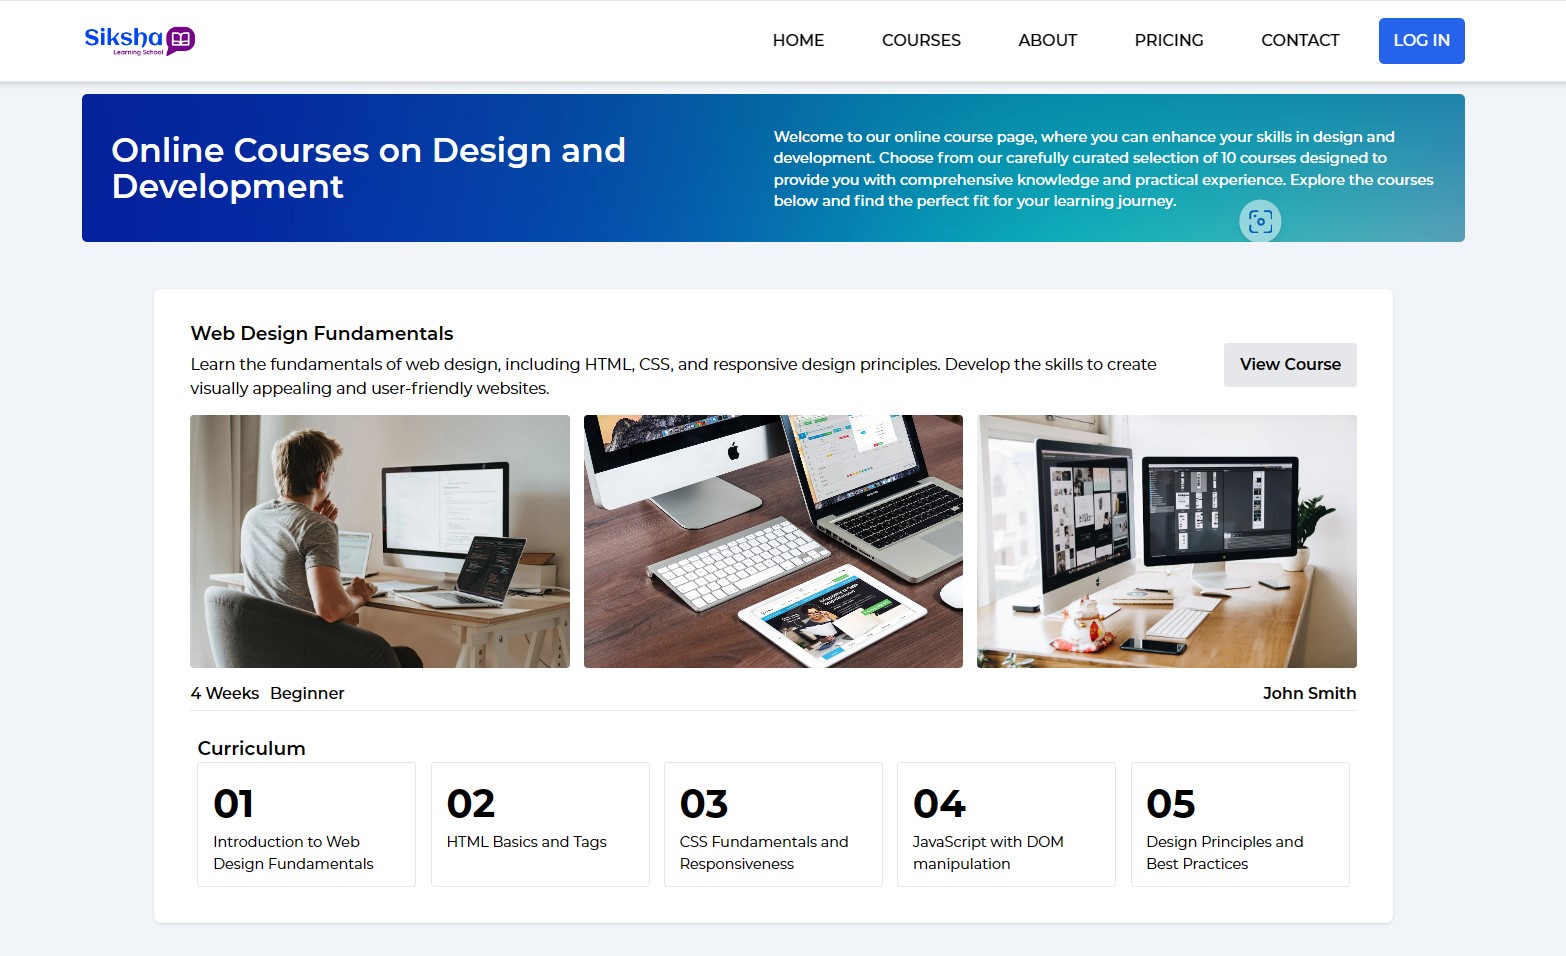 Siksha
Learning School
HOME
COURSES
ABOUT
PRICING
CONTACT
LOG IN
Online Courses on Design and
Development
Welcome to our online course page, where you can enhance your skills in design and
development. Choose from our carefully curated selection of 10 courses designed to
provide you with comprehensive knowledge and practical experience. Explore the courses
below and find the perfect fit for your learning journey.
Web Design Fundamentals
Learn the fundamentals of web design, including HTML, CSS, and responsive design principles. Develop the skills to create
visually appealing and user-friendly websites.
View Course
4 Weeks Beginner
John Smith
Curriculum
01
Introduction to Web
Design Fundamentals
02
HTML Basics and Tags
03
CSS Fundamentals and
Responsiveness
04
JavaScript with DOM
manipulation
05
Design Principles and
Best Practices